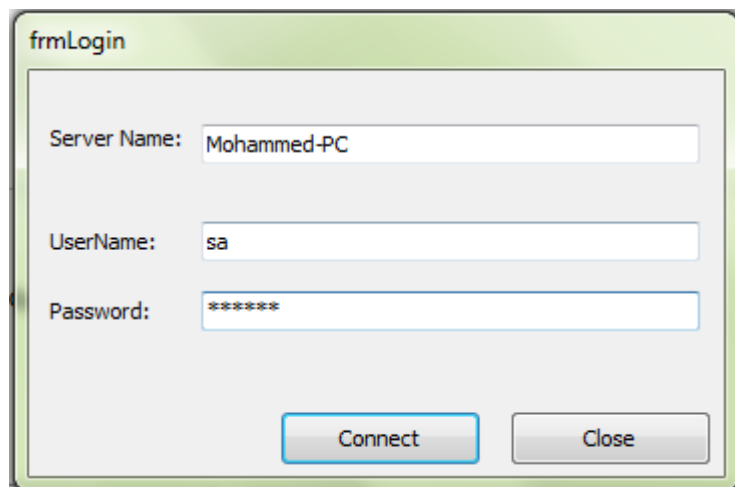 frmLogin
Server Name: Mohammed-PC
UserName: sa
Password: ******
Connect Close